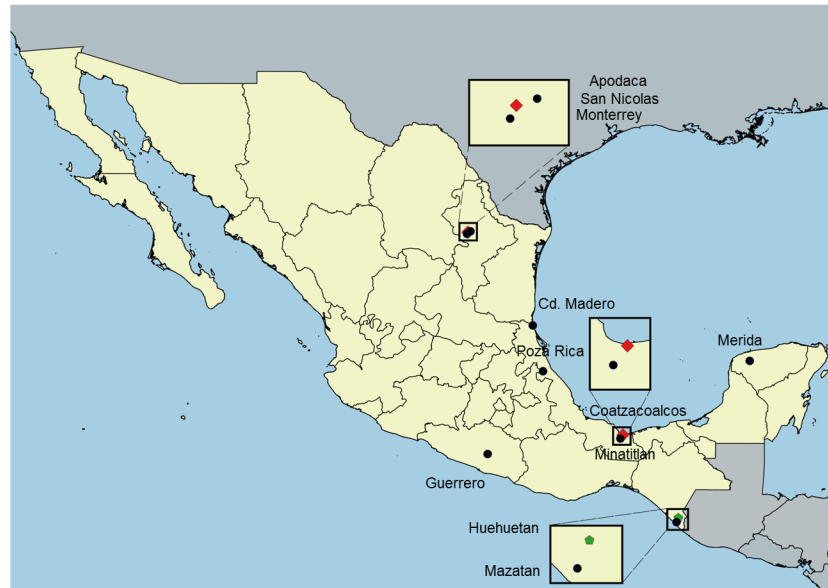 Apodaca
San Nicolas
Monterrey
Cd. Madero
Poza Rica
Merida
Coatzacoalcos
Minatitlan
Guerrero
Huehuetan
Mazatan